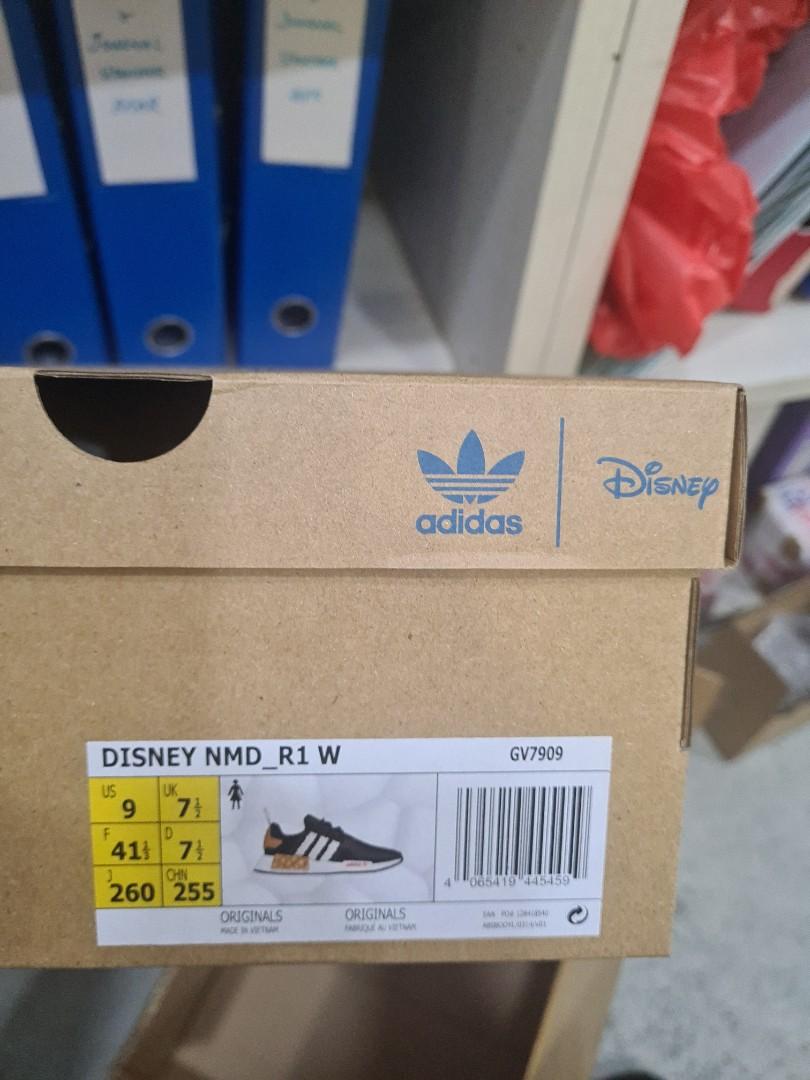 adidas
Disney
DISNEY NMD_R1 W
GV7909
US 9
UK 7½
F 41⅓
D 7½
J 260
CHN 255
4 065419 445459
ORIGINALS
MADE IN VIETNAM
ORIGINALS
FABRIQUÉ AU VIETNAM